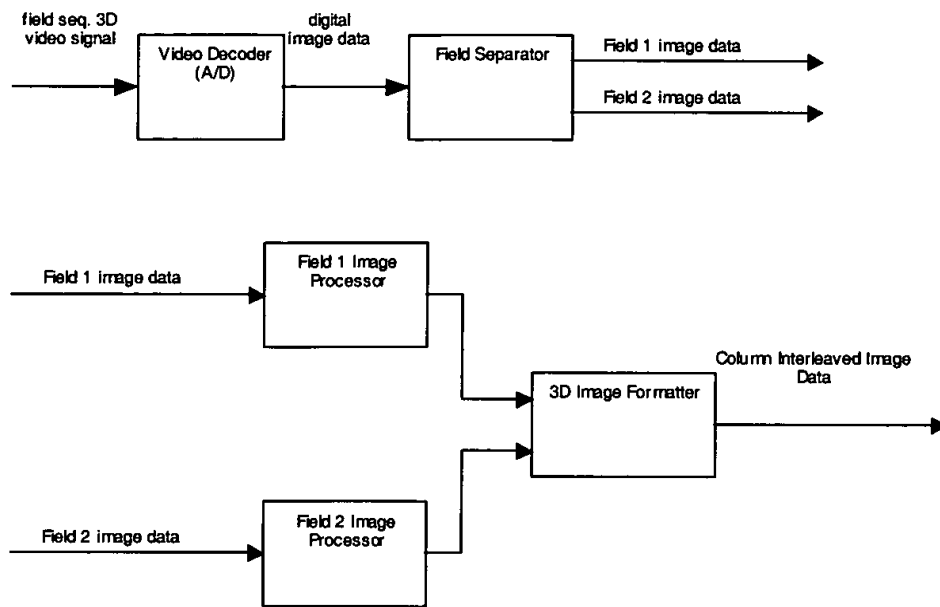 field seq. 3D
video signal
Video Decoder
(A/D)
digital
image data
Field Separator
Field 1 image data
Field 2 image data
Field 1 image data
Field 1 Image
Processor
3D Image Formatter
Column Interleaved Image
Data
Field 2 image data
Field 2 Image
Processor